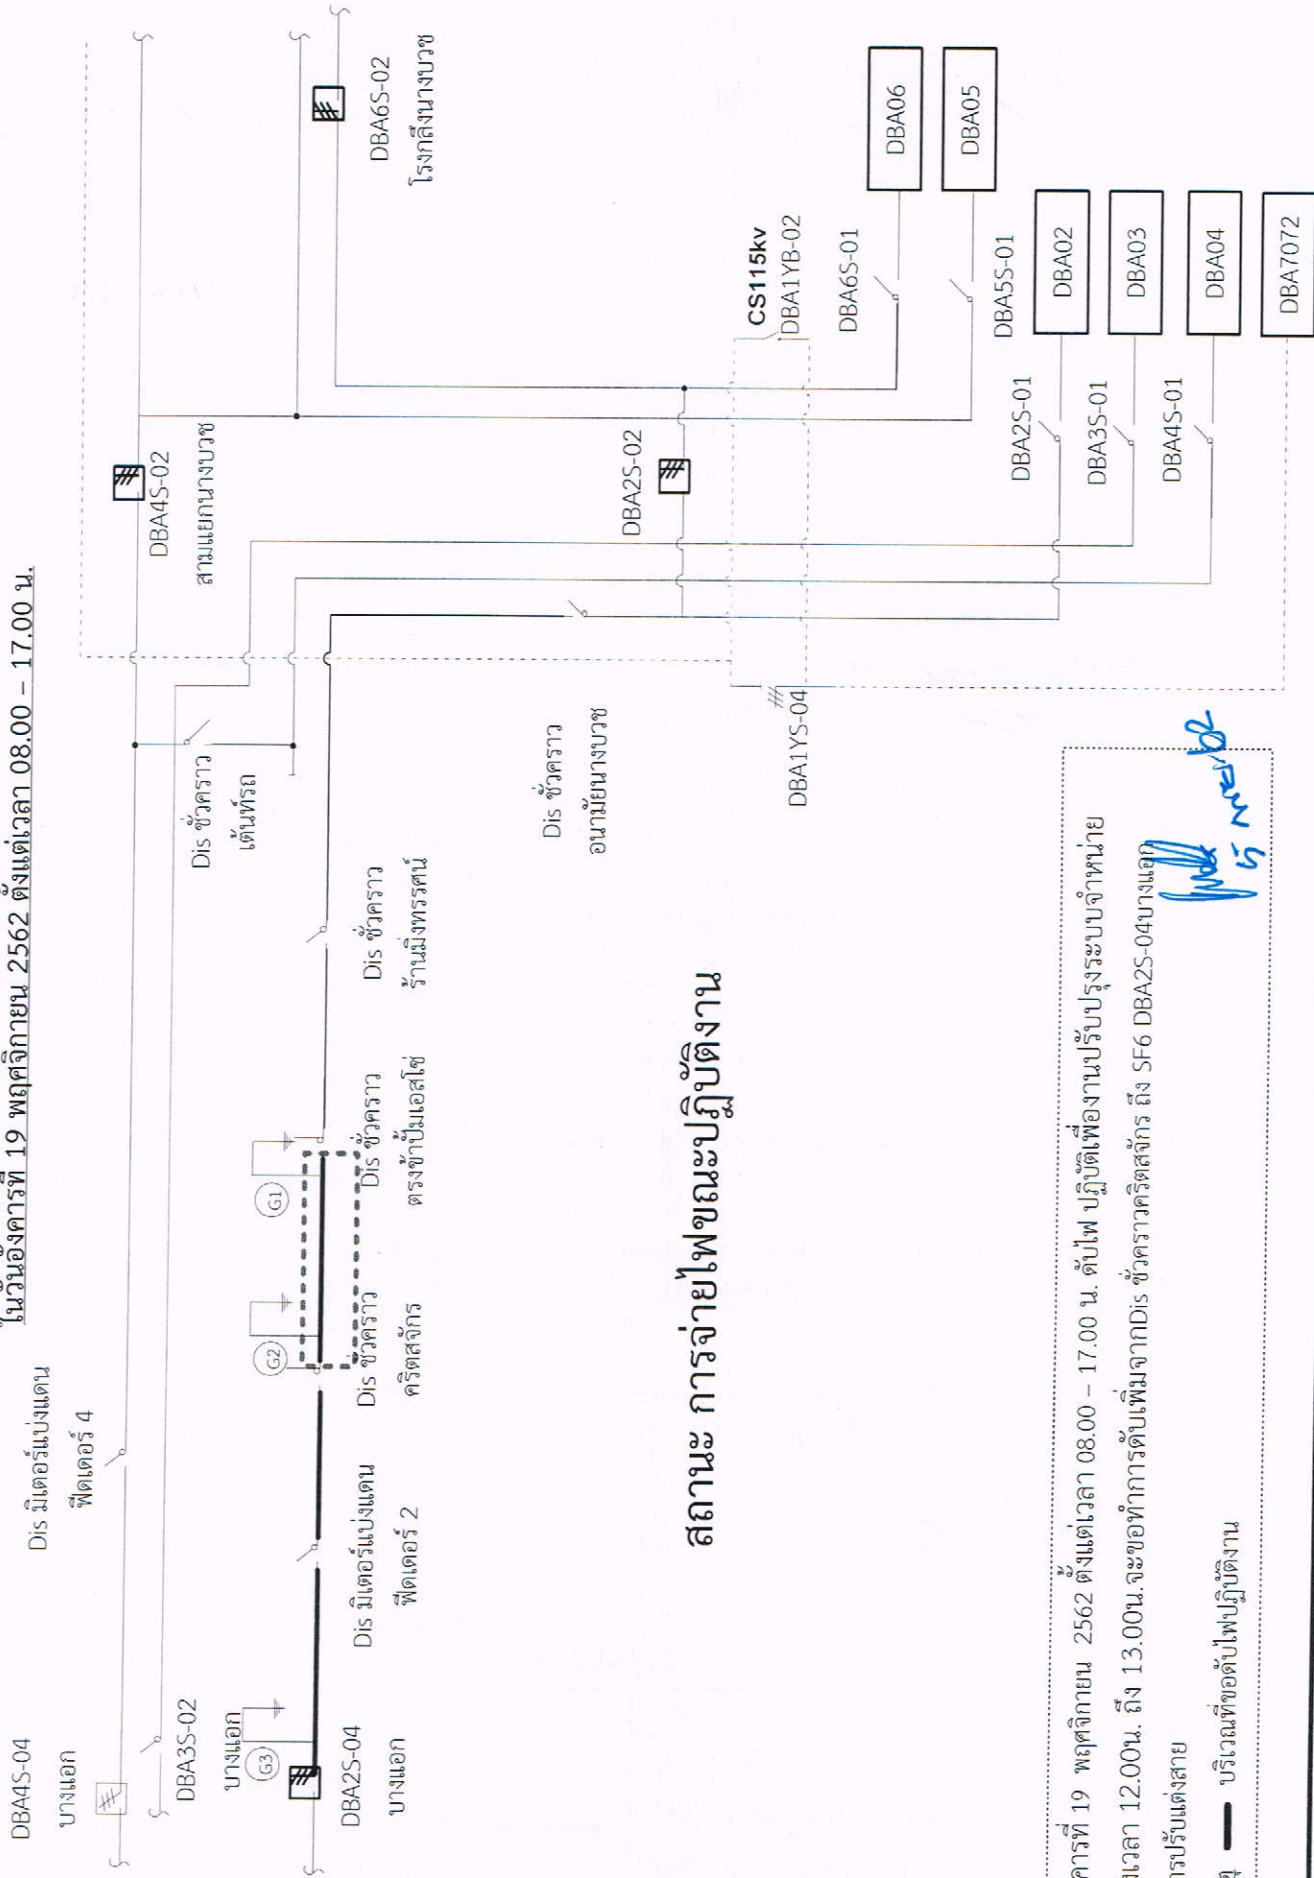 ในวันอังคารที่ 19 พฤศจิกายน 2562 ตั้งแต่เวลา 08.00 – 17.00 น.
DBA4S-04
บางแอก
Dis มิเตอร์แบ่งแดน
ฟีดเดอร์ 4
DBA3S-02
บางแอก
G3
DBA2S-04
บางแอก
Dis มิเตอร์แบ่งแดน
ฟีดเดอร์ 2
G2
G1
Dis ชั่วคราว
คริตสจักร
Dis ชั่วคราว
ตรงข้าปั๊มเอสโซ่
Dis ชั่วคราว
ร้านมิ่งทรรศน์
Dis ชั่วคราว
เต้นท์รถ
DBA4S-02
สามแยกนางบวช
DBA6S-02
โรงกลึงนางบวช
Dis ชั่วคราว
อนามัยนางบวช
DBA2S-02
CS115kv
DBA1YB-02
DBA1YS-04
DBA6S-01
DBA06
DBA05
DBA5S-01
DBA2S-01
DBA02
DBA3S-01
DBA03
DBA4S-01
DBA04
DBA7072
สถานะ การจ่ายไฟขณะปฏิบัติงาน
คารที่ 19 พฤศจิกายน 2562 ตั้งแต่เวลา 08.00 – 17.00 น. ดับไฟ ปฏิบัติเพื่องานปรับปรุงระบบจำหน่าย
เวลา 12.00น. ถึง 13.00น.จะขอทำการดับเพิ่มจากDis ชั่วคราวคริตสจักร ถึง SF6 DBA2S-04บางแอก
ารปรับแต่งสาย
บริเวณที่ขอดับไฟปฏิบัติงาน